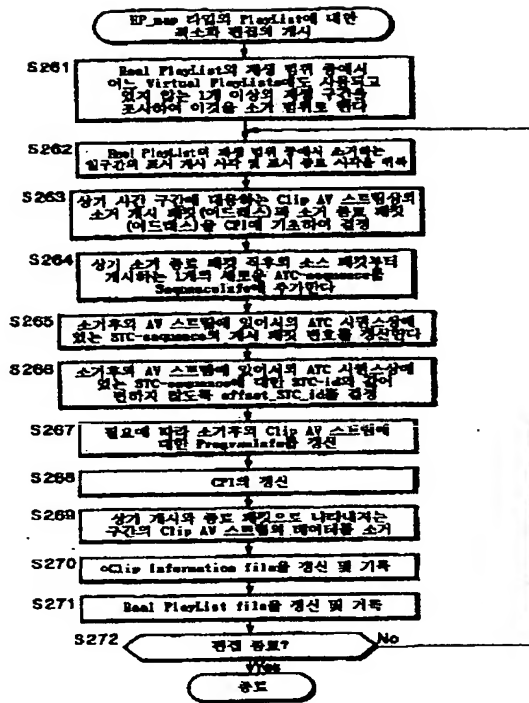 EP_map 타입의 PlayList에 대한
최소화 편집의 개시
S261
Real PlayList의 재생 범위 중에서
어느 Virtual PlayList에도 사용되고
있지 않는 1개 이상의 재생 구간을
조사하여 이것을 소거 범위로 한다
S262
Real PlayList의 재생 범위 중에서 소거하는
일구간의 표시 개시 시각 및 표시 종료 시각을 취득
S263
상기 시간 구간에 대응하는 Clip AV 스트림상의
소거 개시 패킷(어드레스)과 소거 종료 패킷
(어드레스)을 CPI에 기초하여 결정
S264
상기 소거 종료 패킷 직후의 소스 패킷부터
개시하는 1개의 새로운 ATC-sequence를
SequenceInfo에 추가한다
S265
소거후의 AV 스트림에 있어서의 ATC 시퀀스상에
있는 STC-sequence의 개시 패킷 번호를 갱신한다
S266
소거후의 AV 스트림에 있어서의 ATC 시퀀스상에
있는 STC-sequence에 대한 STC-id의 값이
변하지 않도록 offset_STC_id를 결정
S267
필요에 따라 소거후의 Clip AV 스트림에
대한 ProgramInfo를 갱신
S268
CPI의 갱신
S269
상기 개시와 종료 패킷으로 나타내지는
구간의 Clip AV 스트림의 데이터를 소거
S270
○Clip Information file을 갱신 및 기록
S271
Real PlayList file을 갱신 및 기록
S272
편집 종료?
No
Yes
종료